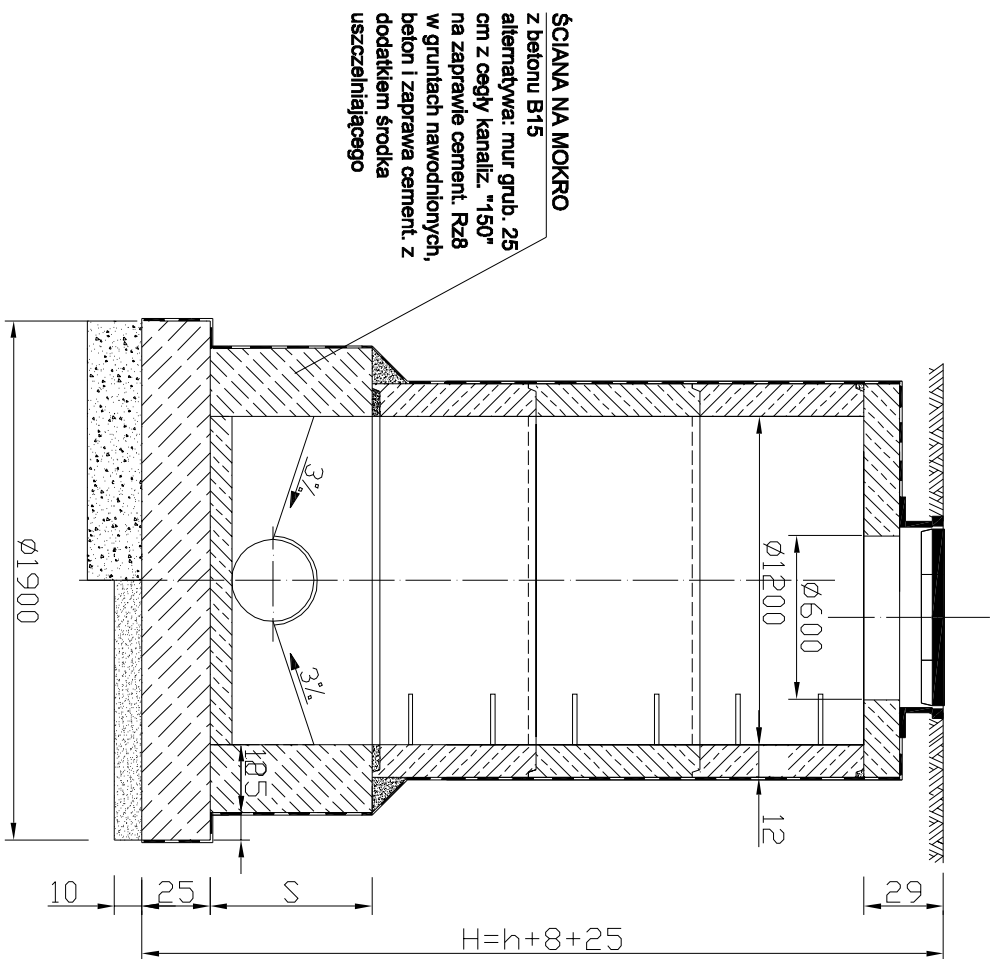 ŚCIANA NA MOKRO
z betonu B15
alternatywa: mur grub. 25
cm z cegły kanaliz. "150"
na zaprawie cement. Rz8
w gruntach nawodnionych,
beton i zaprawa cement. z
dodatkiem środka
uszczelniającego
29
Ø600
Ø1200
12
3%
3%
185
S
25
10
H=h+8+25
Ø1900